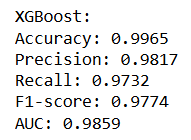 XGBoost:
Accuracy: 0.9965
Precision: 0.9817
Recall: 0.9732
F1-score: 0.9774
AUC: 0.9859